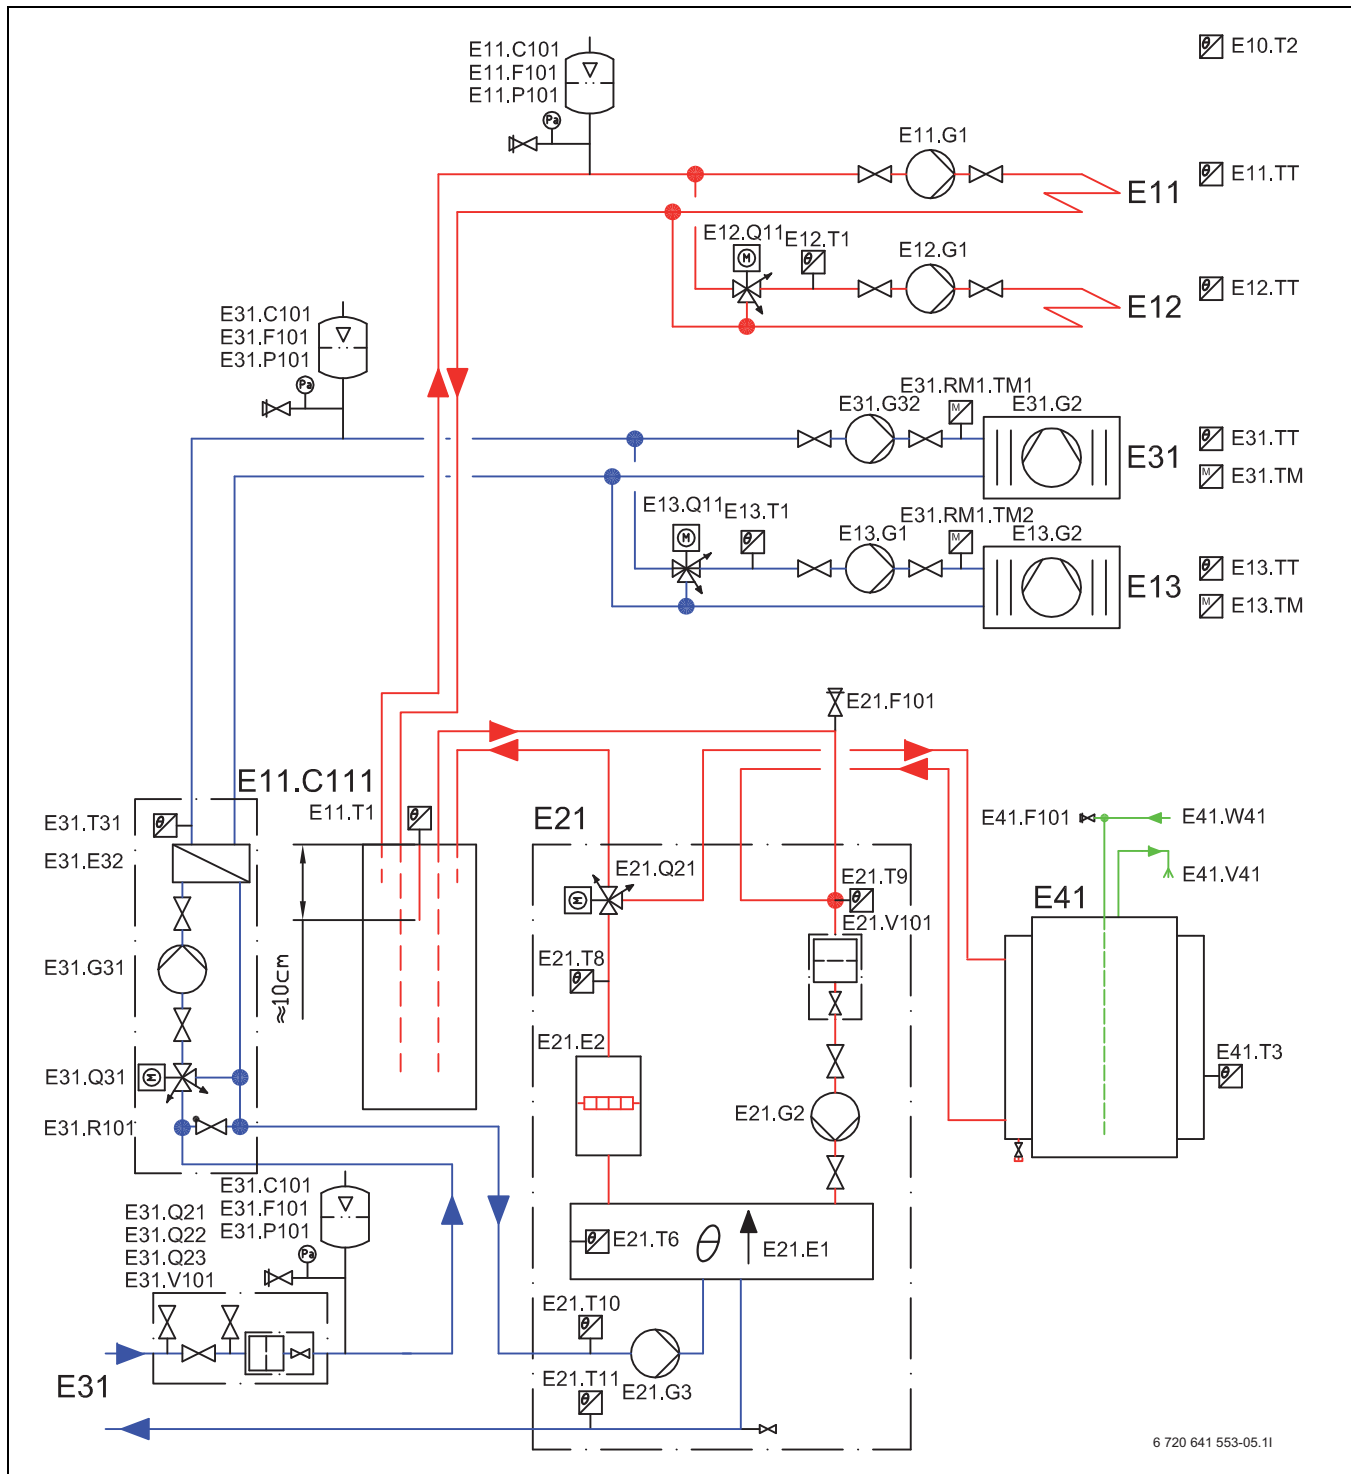 E11.C101
E11.F101
E11.P101
Pa
E10.T2
θ
E11.G1
E11
θ
E11.TT
E12.Q11
M
E12.T1
θ
E12.G1
E12
θ
E12.TT
E31.C101
E31.F101
E31.P101
Pa
E31.RM1.TM1
E31.G32
M
E31.G2
E31
θ
E31.TT
M
E31.TM
E13.Q11
M
E13.T1
θ
E31.RM1.TM2
E13.G1
M
E13.G2
E13
θ
E13.TT
M
E13.TM
E21.F101
E11.C111
E11.T1
θ
E31.T31
θ
E31.E32
E21
E21.Q21
M
E21.T9
θ
E21.V101
E41.F101
E41.W41
E41.V41
E41
E31.G31
≈10cm
E21.T8
θ
E21.E2
E31.Q31
M
E21.G2
E41.T3
θ
E31.R101
E31.C101
E31.F101
E31.P101
Pa
E31.Q21
E31.Q22
E31.Q23
E31.V101
θ
E21.T6
E21.E1
E21.T10
θ
E21.G3
E21.T11
θ
E31
6 720 641 553-05.1I